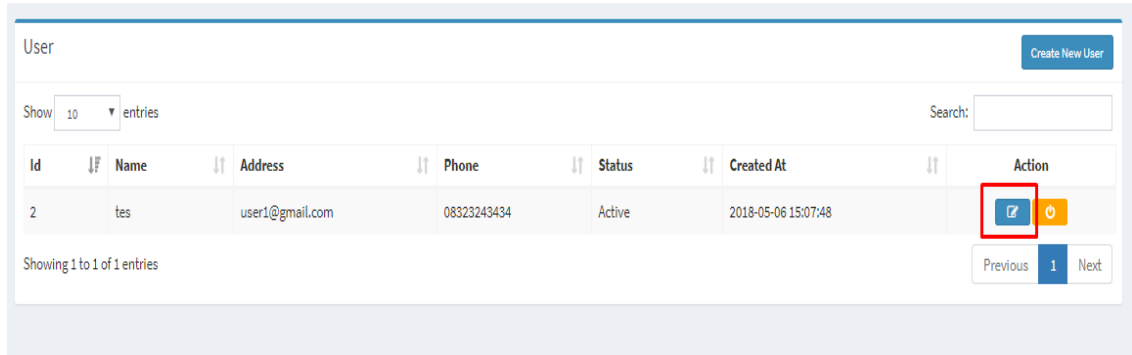 User
Create New User
Show 10 entries
Search:
Id Name Address Phone Status Created At Action
2 tes user1@gmail.com 08323243434 Active 2018-05-06 15:07:48
Showing 1 to 1 of 1 entries
Previous 1 Next